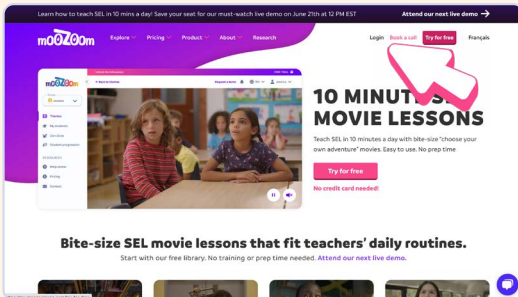 Learn how to teach SEL in 10 mins a day! Save your seat for our must-watch live demo on June 21th at 12 PM EST
Attend our next live demo →
mooZoom
Explore
Pricing
Product
About
Research
Login
Book a call
Try for free
Français
mooZoom
Themes
10 MINUTE S
MOVIE LESSONS
Teach SEL in 10 minutes a day with bite-size "choose your
own adventure" movies. Easy to use. No prep time
Try for free
No credit card needed!
Bite-size SEL movie lessons that fit teachers' daily routines.
Start with our free library. No training or prep time needed. Attend our next live demo.